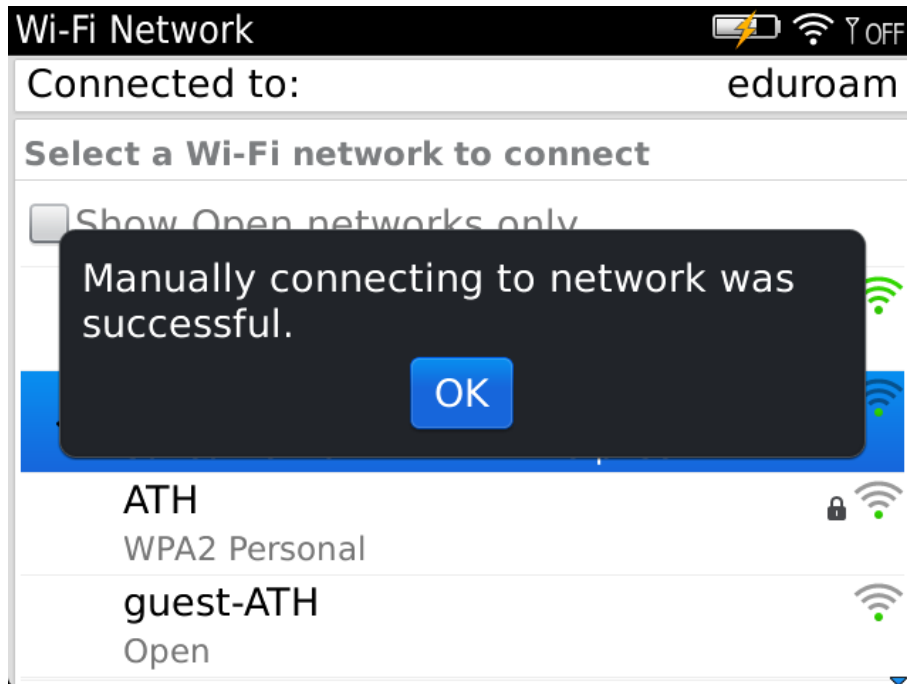 Wi-Fi Network OFF
Connected to: eduroam
Select a Wi-Fi network to connect
Show Open networks only
Manually connecting to network was
successful.
OK
ATH
WPA2 Personal
guest-ATH
Open